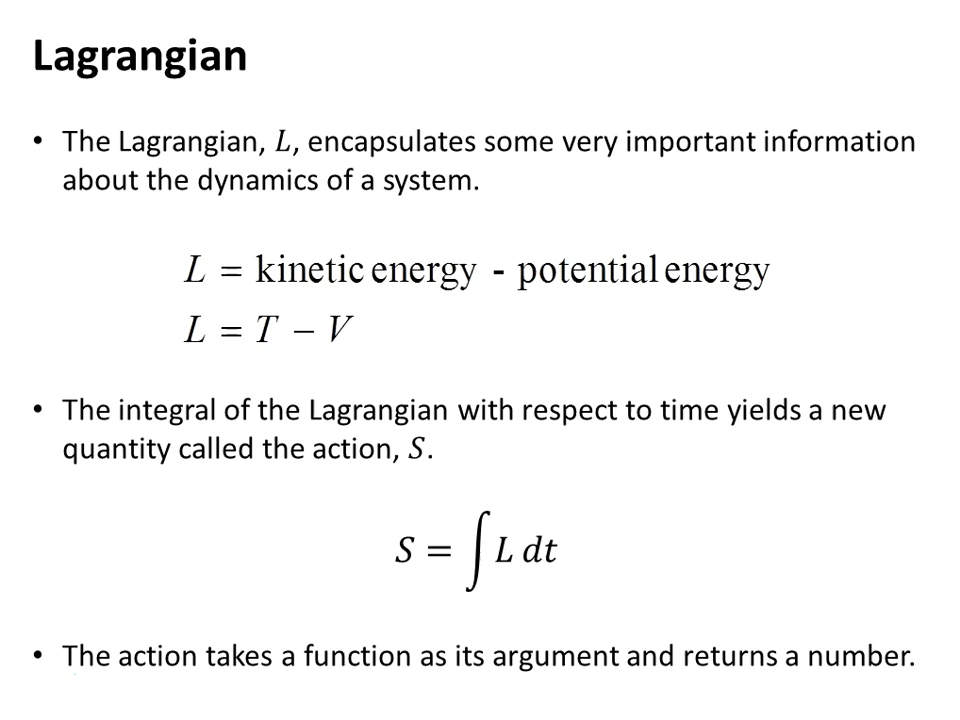 Lagrangian
• The Lagrangian, 𝐿, encapsulates some very important information
about the dynamics of a system.
L = kinetic energy - potential energy
L = T − V
• The integral of the Lagrangian with respect to time yields a new
quantity called the action, 𝑆.
𝑆 = ∫ 𝐿 𝑑𝑡
• The action takes a function as its argument and returns a number.